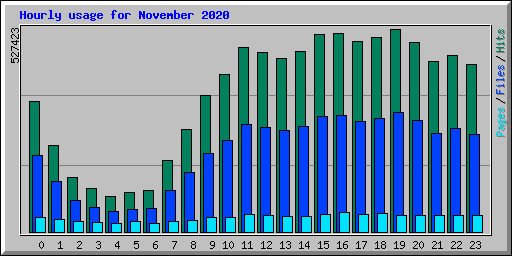 Hourly usage for November 2020
527423
Pages / Files / Hits
0 1 2 3 4 5 6 7 8 9 10 11 12 13 14 15 16 17 18 19 20 21 22 23